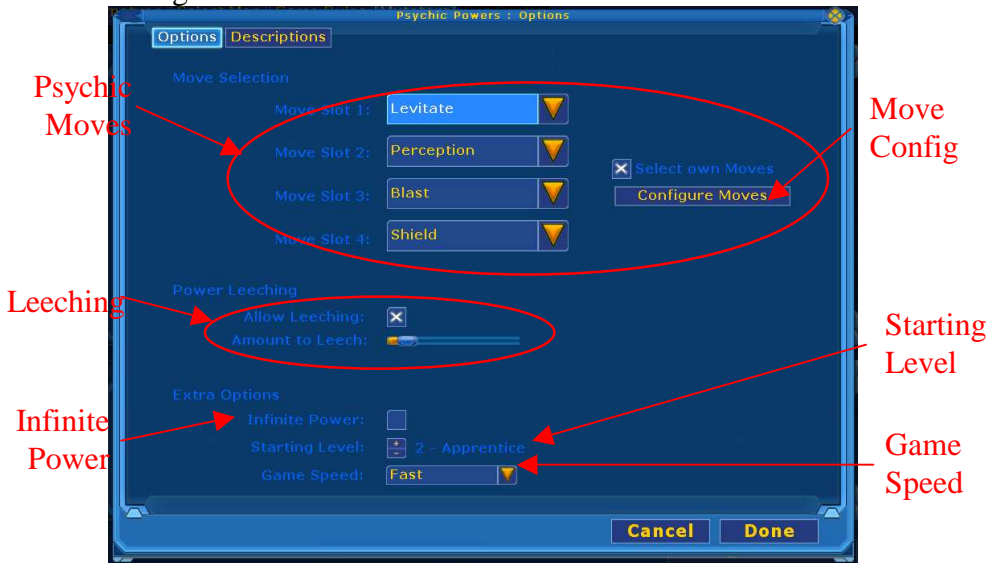 Psychic Powers : Options
Options Descriptions
Move Selection
Psychic
Moves
Move Slot 1: Levitate
Move Slot 2: Perception
Move Slot 3: Blast
Move Slot 4: Shield
Select own Moves
Configure Moves
Move
Config
Power Leeching
Leeching
Allow Leeching:
Amount to Leech:
Starting
Level
Extra Options
Infinite
Power
Infinite Power:
Starting Level: 2 - Apprentice
Game Speed: Fast
Game
Speed
Cancel Done